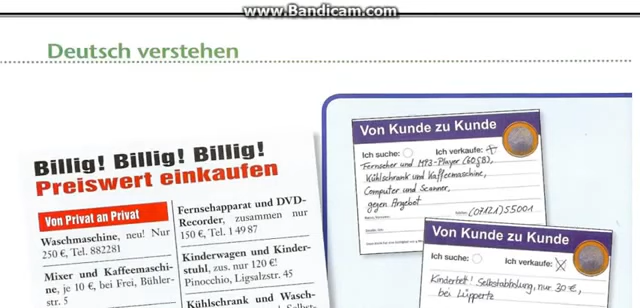 www.Bandicam.com
Deutsch verstehen
Billig! Billig! Billig!
Preiswert einkaufen
Von Privat an Privat
Waschmaschine, neu! Nur
250 €, Tel. 882281
Mixer und Kaffeemaschi-
ne, je 10 €, bei Frei, Bühler-
str. 5
Fernsehapparat und DVD-
Recorder, zusammen nur
150 €, Tel. 1 49 87
Kinderwagen und Kinder-
stuhl, zus. nur 120 €!
Pinocchio, Ligsalzstr. 45
Kühlschrank und Wasch-
Von Kunde zu Kunde
Ich suche: Ich verkaufe: X
Fernseher und MP3-Player (60GB),
Kühlschrank und Kaffeemaschine,
Computer und Scanner,
gegen Angebot
(07121) 55001
Von Kunde zu Kunde
Ich suche: Ich verkaufe: X
Kinderbett! Selbstabholung, nur 30 €,
bei Lüppertz